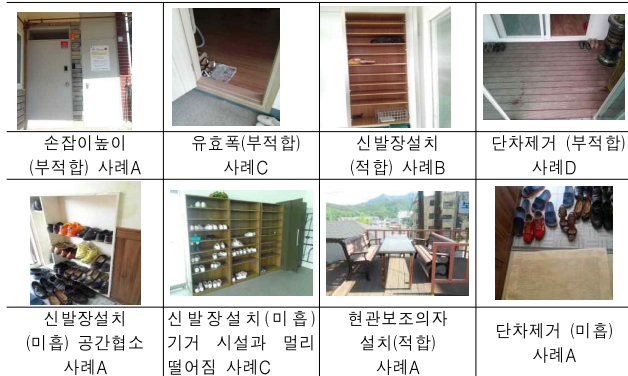 손잡이높이
(부적합) 사례A
유효폭(부적합)
사례C
신발장설치
(적합) 사례B
단차제거 (부적합)
사례D
신발장설치
(미흡) 공간협소
사례A
신발장설치(미흡)
기거 시설과 멀리
떨어짐 사례C
현관보조의자
설치(적합)
사례A
단차제거 (미흡)
사례A